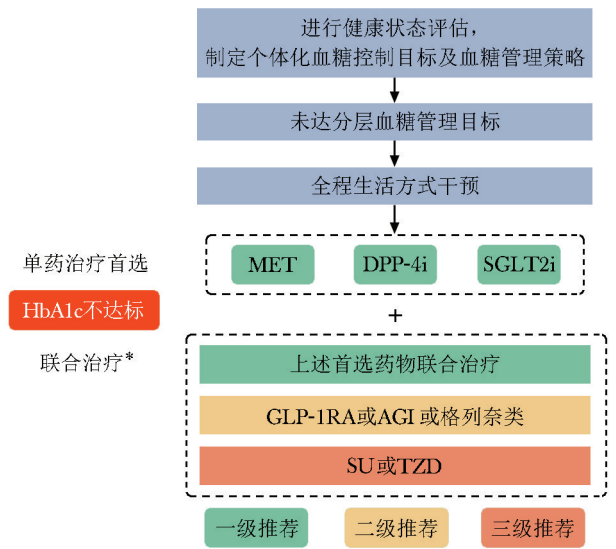 进行健康状态评估，
制定个体化血糖控制目标及血糖管理策略
未达分层血糖管理目标
全程生活方式干预
单药治疗首选
MET
DPP-4i
SGLT2i
HbA1c不达标
+
联合治疗*
上述首选药物联合治疗
GLP-1RA或AGI 或格列奈类
SU或TZD
一级推荐
二级推荐
三级推荐